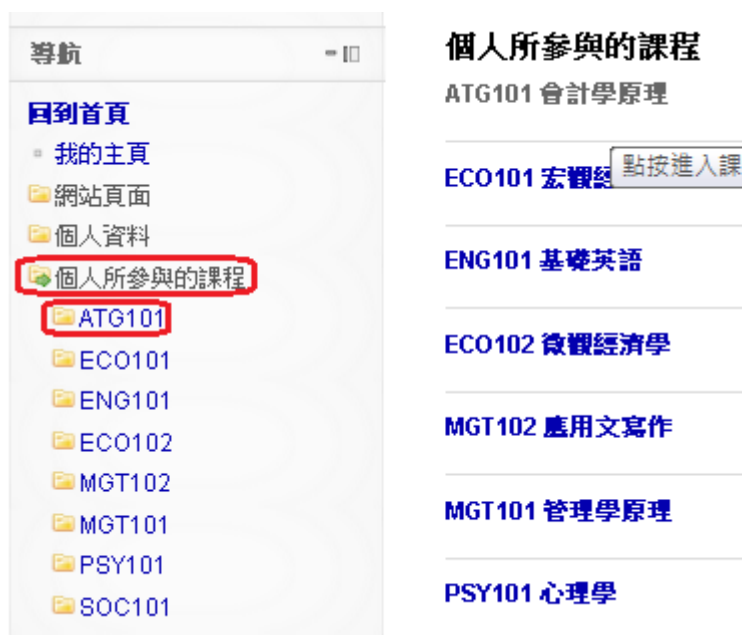 導航
回到首頁
我的主頁
網站頁面
個人資料
個人所參與的課程
ATG101
ECO101
ENG101
ECO102
MGT102
MGT101
PSY101
SOC101
個人所參與的課程
ATG101 會計學原理
ECO101 宏觀經
點按進入課
ENG101 基礎英語
ECO102 微觀經濟學
MGT102 應用文寫作
MGT101 管理學原理
PSY101 心理學